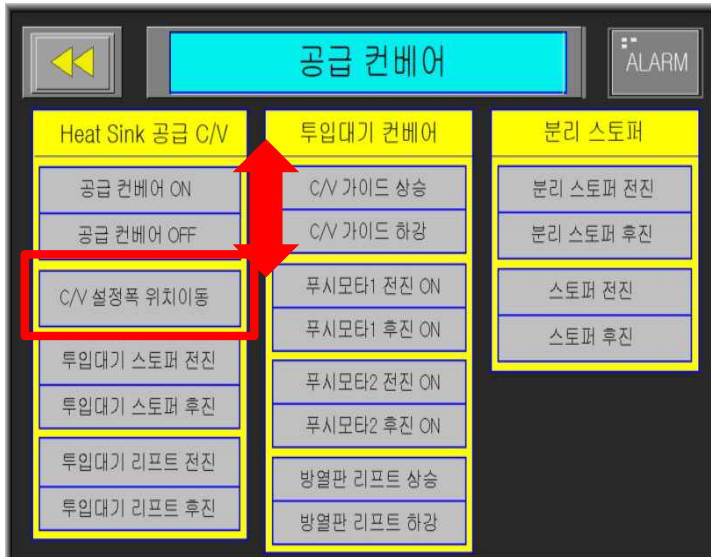 공급 컨베어
ALARM
Heat Sink 공급 C/V
공급 컨베어 ON
공급 컨베어 OFF
C/V 설정폭 위치이동
투입대기 스토퍼 전진
투입대기 스토퍼 후진
투입대기 리프트 전진
투입대기 리프트 후진
투입대기 컨베어
C/V 가이드 상승
C/V 가이드 하강
푸시모타1 전진 ON
푸시모타1 후진 ON
푸시모타2 전진 ON
푸시모타2 후진 ON
방열판 리프트 상승
방열판 리프트 하강
분리 스토퍼
분리 스토퍼 전진
분리 스토퍼 후진
스토퍼 전진
스토퍼 후진